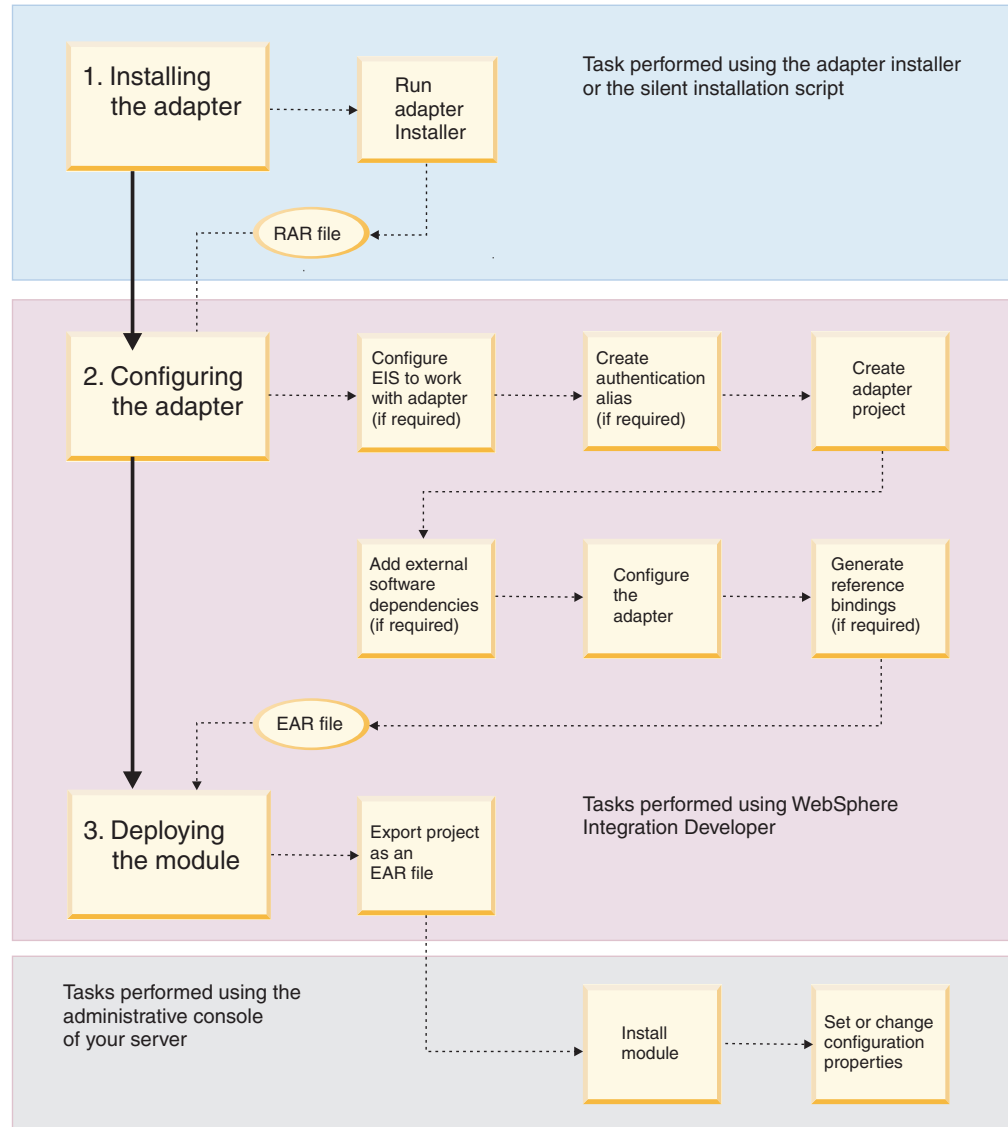 1. Installing
the adapter
Run
adapter
Installer
Task performed using the adapter installer
or the silent installation script
RAR file
2. Configuring
the adapter
Configure
EIS to work
with adapter
(if required)
Create
authentication
alias
(if required)
Create
adapter
project
Add external
software
dependencies
(if required)
Configure
the
adapter
Generate
reference
bindings
(if required)
EAR file
3. Deploying
the module
Export project
as an
EAR file
Tasks performed using WebSphere
Integration Developer
Tasks performed using the
administrative console
of your server
Install
module
Set or change
configuration
properties